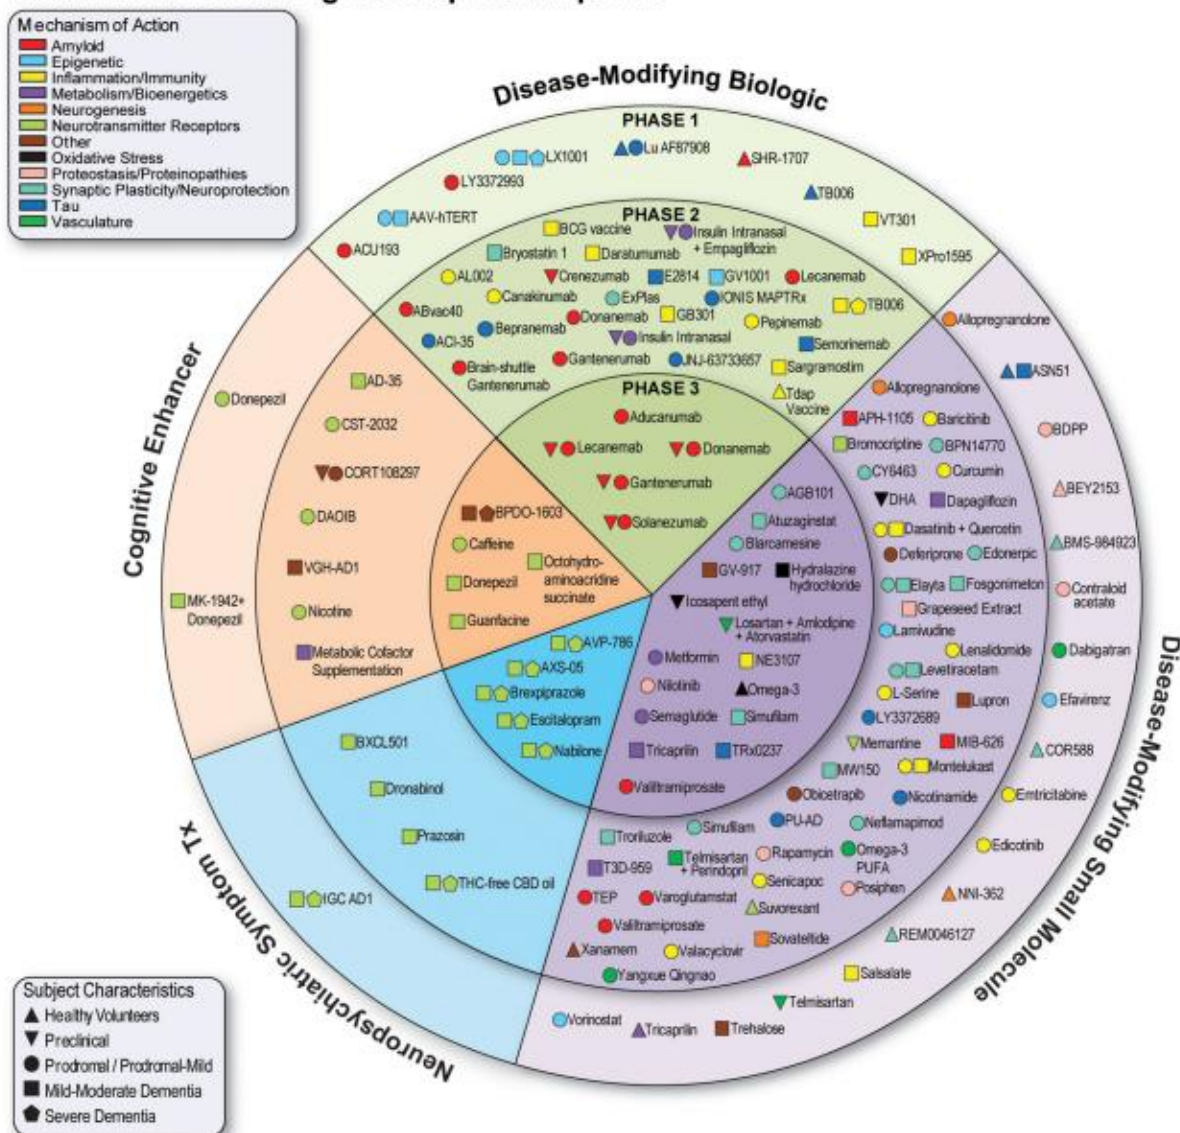 Mechanism of Action
Amyloid
Epigenetic
Inflammation/Immunity
Metabolism/Bioenergetics
Neurogenesis
Neurotransmitter Receptors
Other
Oxidative Stress
Proteostasis/Proteinopathies
Synaptic Plasticity/Neuroprotection
Tau
Vasculature
Disease-Modifying Biologic
PHASE 1
LX1001
Lu AF87908
SHR-1707
LY3372993
TB006
AAV-hTERT
VT301
ACU193
XPro1595
PHASE 2
BCG vaccine
Insulin Intranasal
+ Empagliflozin
Bryostatin 1
Daratumumab
AL002
Crenezumab
E2814
GV1001
Lecanemab
Canakinumab
ExPlas
IONIS MAPTRx
TB006
ABvac40
Donanemab
GB301
Pepinemab
Bepranemab
ACI-35
Insulin Intranasal
Semorinemab
Brain-shuttle
Gantenerumab
Gantenerumab
JNJ-63733657
Sargramostim
Tdap
Vaccine
PHASE 3
Aducanumab
Lecanemab
Donanemab
Gantenerumab
Solanezumab
Cognitive Enhancer
Donepezil
MK-1942+
Donepezil
AD-35
CST-2032
CORT108297
DAOIB
VGH-AD1
Nicotine
Metabolic Cofactor
Supplementation
BPDO-1603
Caffeine
Octohydro-
aminoacridine
succinate
Donepezil
Guanfacine
Neuropsychiatric Symptom Tx
AVP-786
AXS-05
Brexpiprazole
Escitalopram
Nabilone
BXCL501
Dronabinol
Prazosin
THC-free CBD oil
IGC AD1
Disease-Modifying Small Molecule
AGB101
Atuzaginstat
Blarcamesine
GV-917
Hydralazine
hydrochloride
Icosapent ethyl
Losartan + Amlodipine
+ Atorvastatin
Metformin
NE3107
Nilotinib
Omega-3
Semaglutide
Simufilam
Tricaprilin
TRx0237
Valiltramiprosate
Allopregnanolone
APH-1105
Baricitinib
Bromocriptine
BPN14770
CY6463
Curcumin
DHA
Dapagliflozin
Dasatinib + Quercetin
Deferiprone
Edonerpic
Elayta
Fosgonimeton
Grapeseed Extract
Lamivudine
Lenalidomide
Levetiracetam
L-Serine
Lupron
LY3372689
Memantine
MIB-626
MW150
Montelukast
Obicetrapib
Nicotinamide
Simufilam
PU-AD
Neflamapimod
Troriluzole
Telmisartan
+ Perindopril
Rapamycin
Omega-3
PUFA
T3D-959
Senicapoc
Posiphen
TEP
Varoglutamstat
Suvorexant
Valiltramiprosate
Xanamem
Valacyclovir
Sovateltide
Yangxue Qingnao
Allopregnanolone
ASN51
BDPP
BEY2153
BMS-984923
Contraloid
acetate
Dabigatran
Efavirenz
COR588
Emtricitabine
Edicotinib
NNI-362
REM0046127
Salsalate
Telmisartan
Vorinostat
Tricaprilin
Trehalose
Subject Characteristics
Healthy Volunteers
Preclinical
Prodromal / Prodromal-Mild
Mild-Moderate Dementia
Severe Dementia